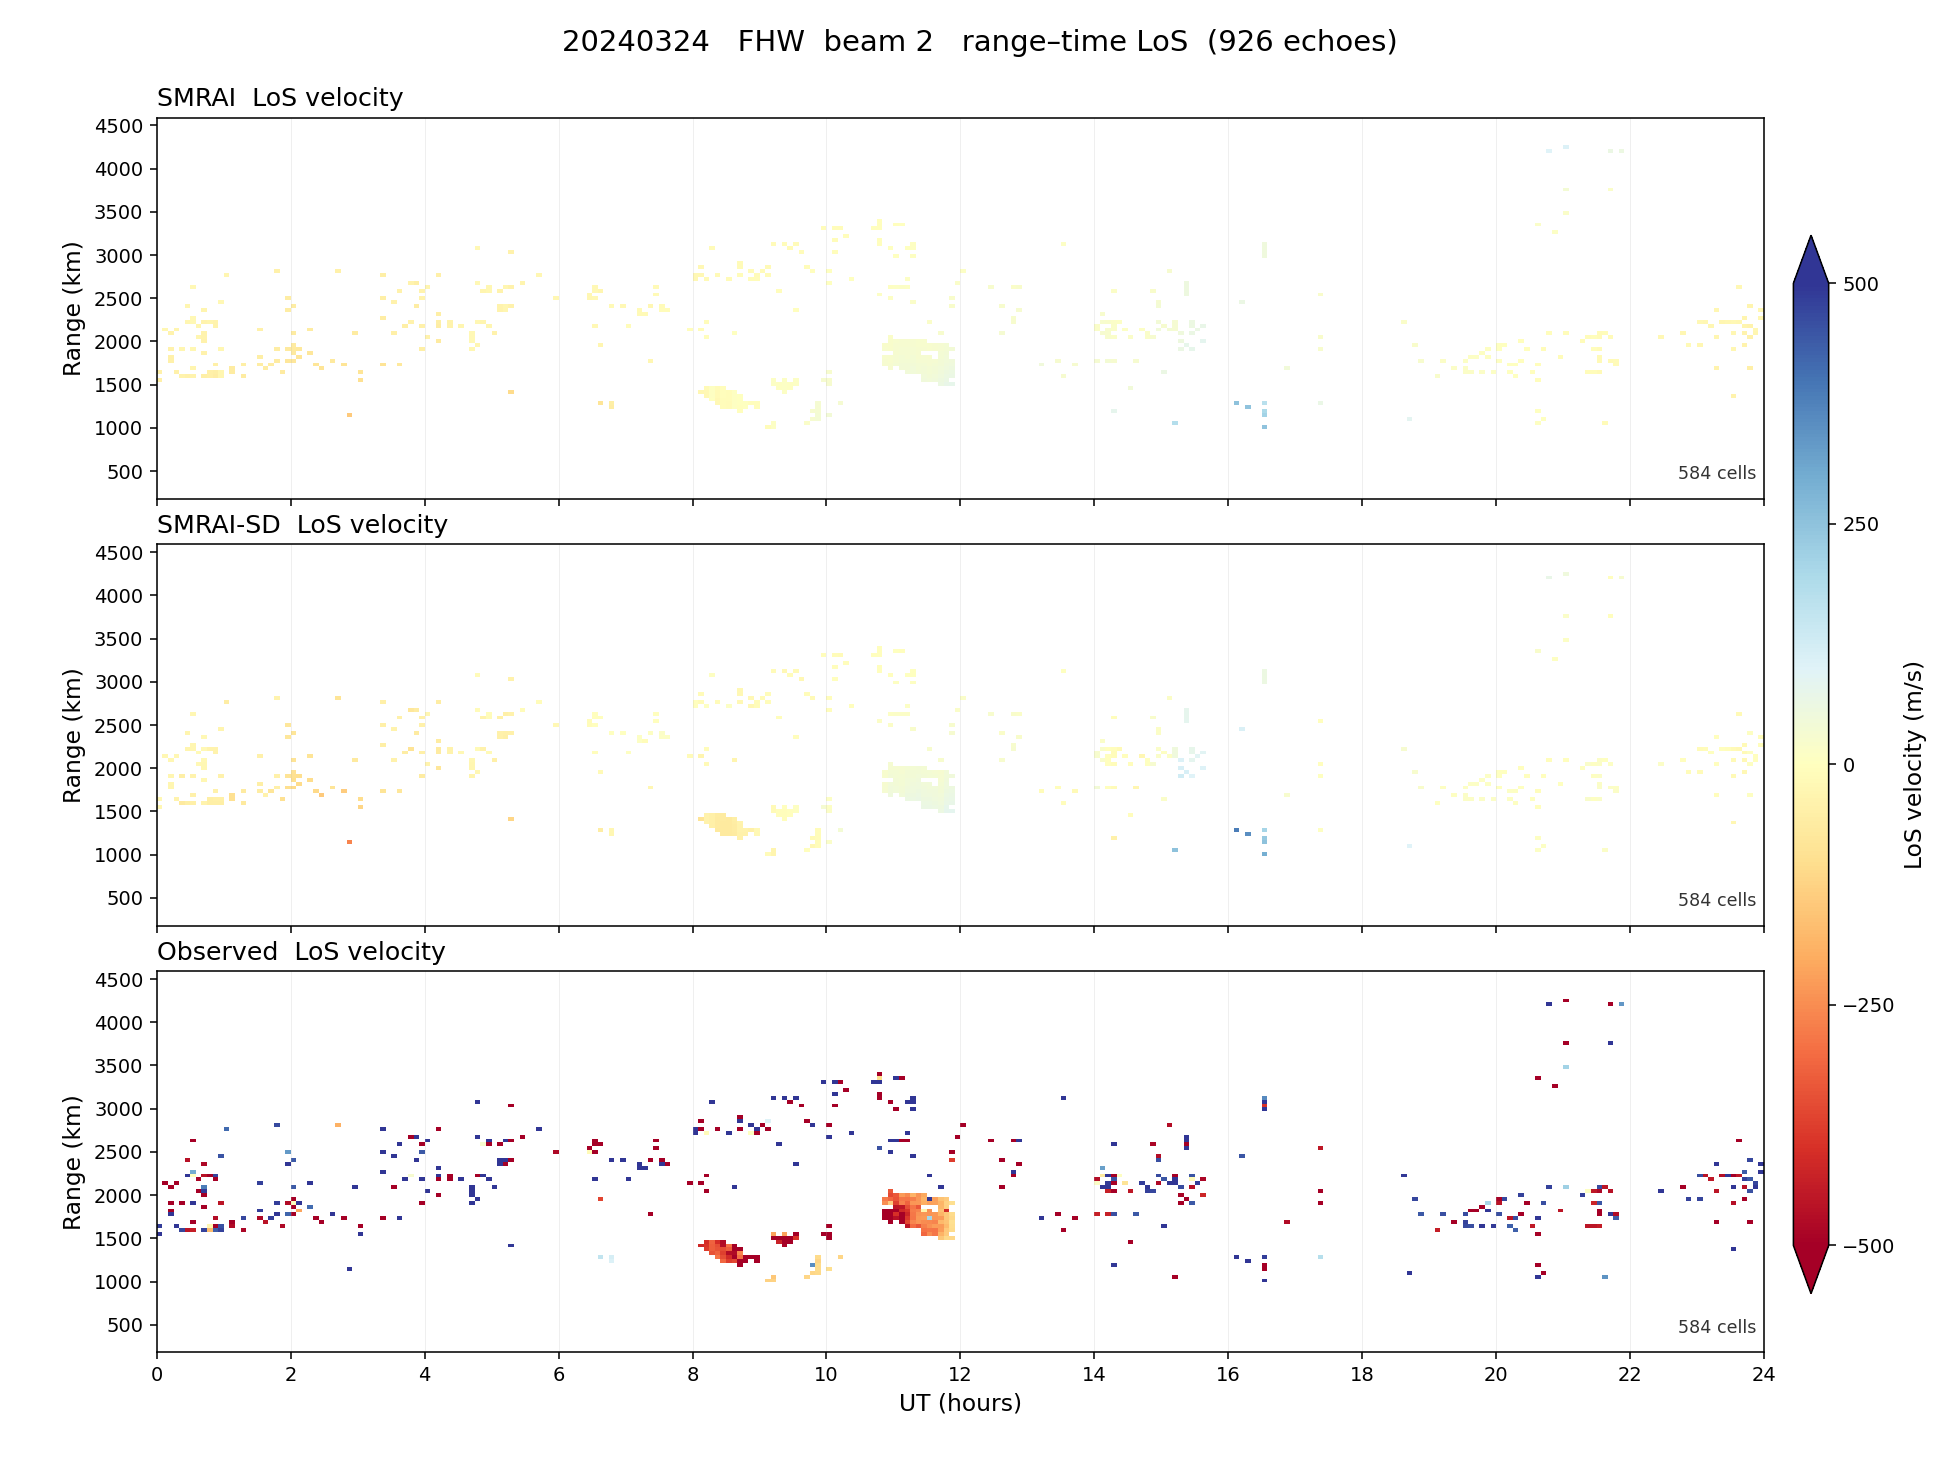 20240324   FHW  beam 2   range–time LoS  (926 echoes)
SMRAI  LoS velocity
4500
4000
3500
3000
2500
2000
1500
1000
500
Range (km)
584 cells
SMRAI-SD  LoS velocity
4500
4000
3500
3000
2500
2000
1500
1000
500
Range (km)
584 cells
Observed  LoS velocity
4500
4000
3500
3000
2500
2000
1500
1000
500
Range (km)
584 cells
0 2 4 6 8 10 12 14 16 18 20 22 24
UT (hours)
500
250
0
−250
−500
LoS velocity (m/s)